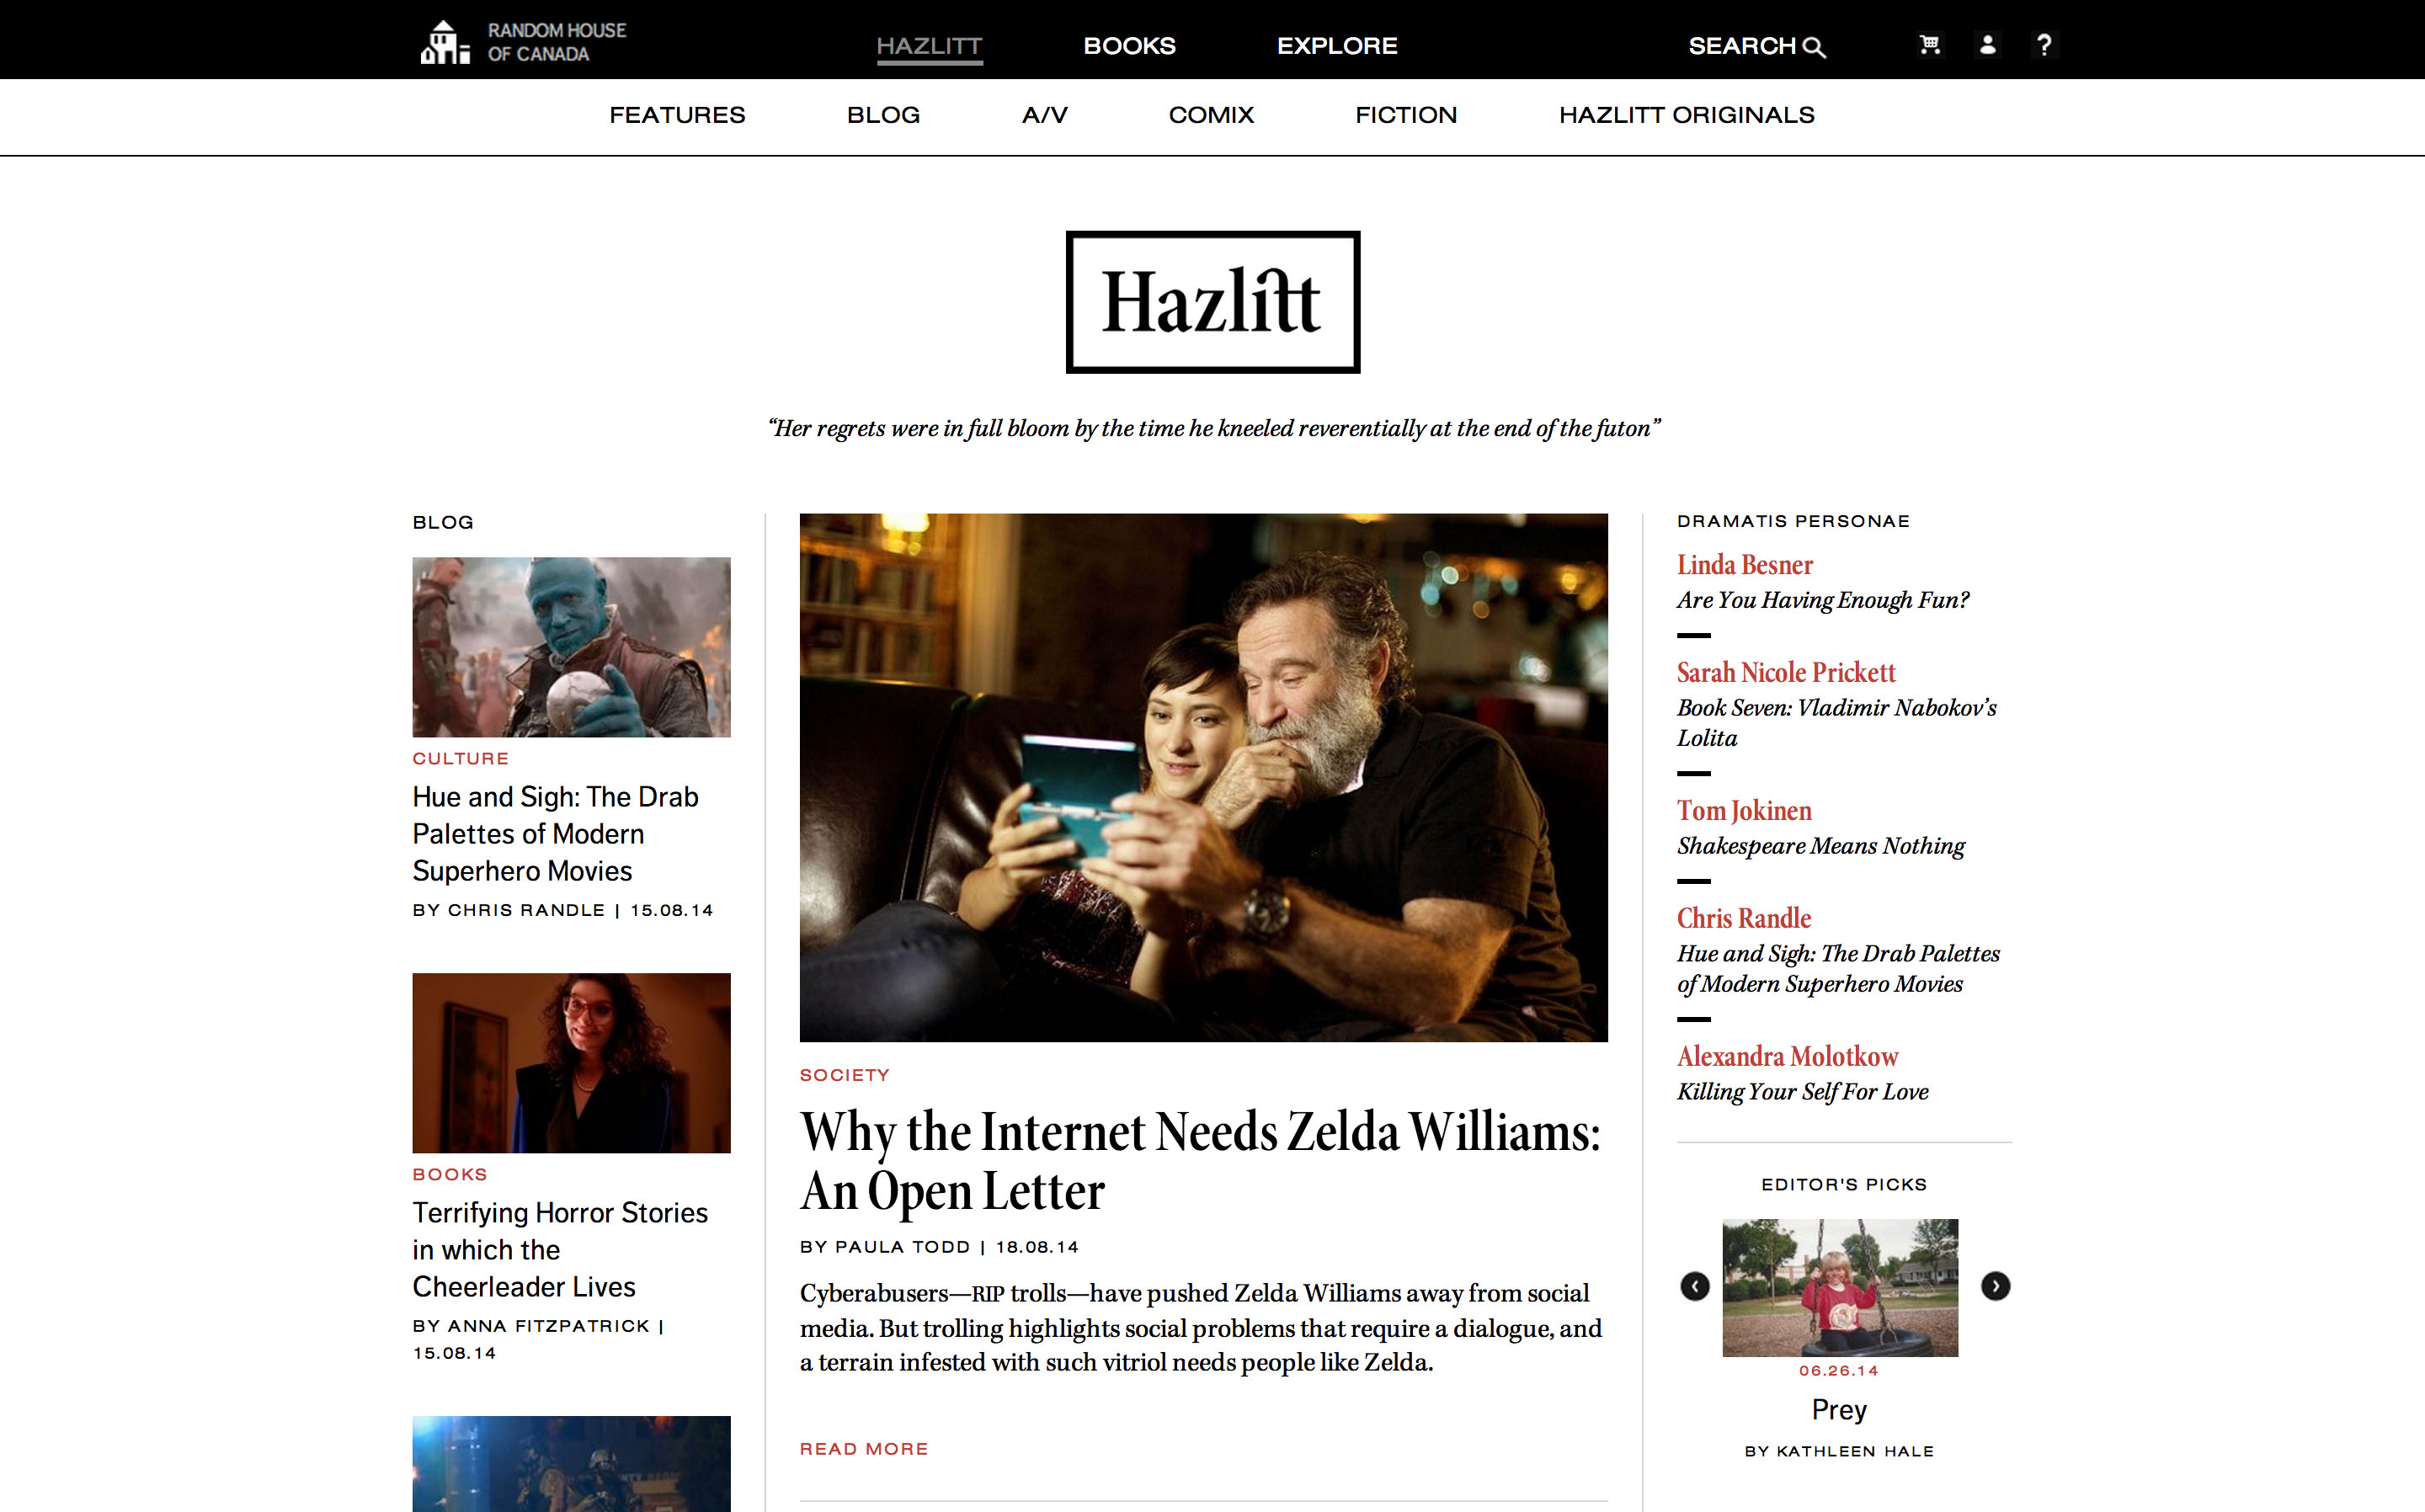 RANDOM HOUSE
OF CANADA
HAZLITT
BOOKS
EXPLORE
SEARCH
?
FEATURES
BLOG
A/V
COMIX
FICTION
HAZLITT ORIGINALS
Hazlitt
“Her regrets were in full bloom by the time he kneeled reverentially at the end of the futon”
BLOG
CULTURE
Hue and Sigh: The Drab
Palettes of Modern
Superhero Movies
BY CHRIS RANDLE | 15.08.14
BOOKS
Terrifying Horror Stories
in which the
Cheerleader Lives
BY ANNA FITZPATRICK |
15.08.14
SOCIETY
Why the Internet Needs Zelda Williams:
An Open Letter
BY PAULA TODD | 18.08.14
Cyberabusers—RIP trolls—have pushed Zelda Williams away from social
media. But trolling highlights social problems that require a dialogue, and
a terrain infested with such vitriol needs people like Zelda.
READ MORE
DRAMATIS PERSONAE
Linda Besner
Are You Having Enough Fun?
Sarah Nicole Prickett
Book Seven: Vladimir Nabokov’s
Lolita
Tom Jokinen
Shakespeare Means Nothing
Chris Randle
Hue and Sigh: The Drab Palettes
of Modern Superhero Movies
Alexandra Molotkow
Killing Your Self For Love
EDITOR'S PICKS
06.26.14
Prey
BY KATHLEEN HALE